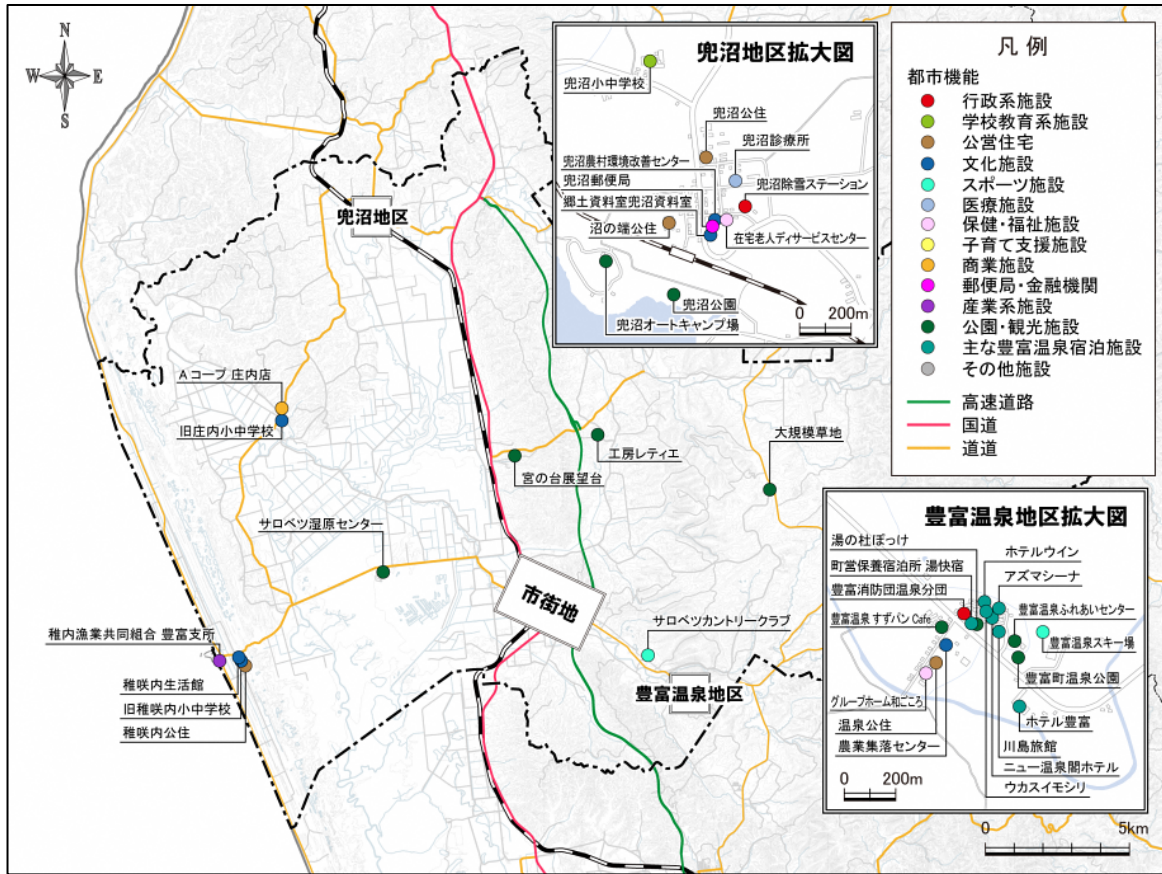 N
W
E
S
兜沼地区
Aコープ 庄内店
旧庄内小中学校
宮の台展望台
工房レティエ
大規模草地
サロベツ湿原センター
市街地
サロベツカントリークラブ
豊富温泉地区
稚内漁業共同組合 豊富支所
稚咲内生活館
旧稚咲内小中学校
稚咲内公住
兜沼地区拡大図
兜沼小中学校
兜沼公住
兜沼診療所
兜沼農村環境改善センター
兜沼郵便局
兜沼除雪ステーション
郷土資料室兜沼資料室
沼の端公住
在宅老人ディサービスセンター
兜沼公園
兜沼オートキャンプ場
0 200m
凡 例
都市機能
行政系施設
学校教育系施設
公営住宅
文化施設
スポーツ施設
医療施設
保健・福祉施設
子育て支援施設
商業施設
郵便局・金融機関
産業系施設
公園・観光施設
主な豊富温泉宿泊施設
その他施設
高速道路
国道
道道
豊富温泉地区拡大図
湯の杜ぽっけ
町営保養宿泊所 湯快宿
豊富消防団温泉分団
豊富温泉 すずパン Cafe
ホテルウイン
アズマシーナ
豊富温泉ふれあいセンター
豊富温泉スキー場
豊富町温泉公園
グループホーム和ごころ
温泉公住
農業集落センター
ホテル豊富
川島旅館
ニュー温泉閣ホテル
ウカスイモシリ
0 200m
0 5km